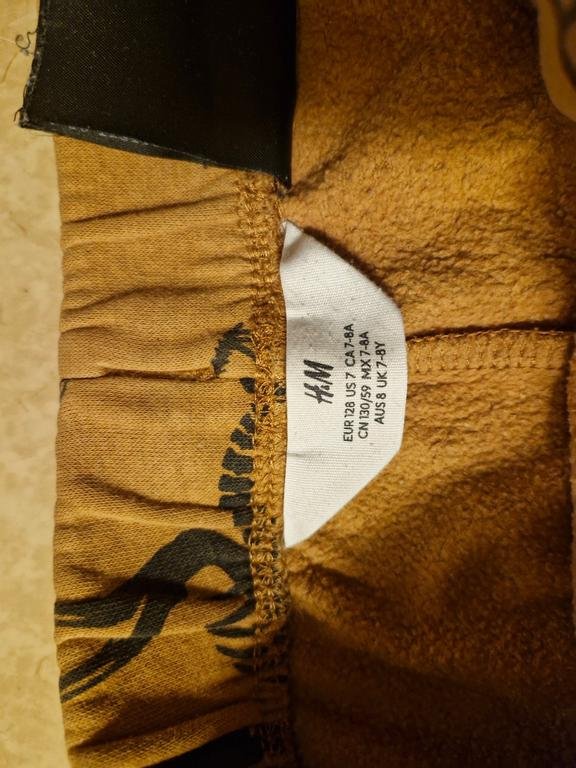 H&M
EUR 128 US 7 CA 7-8A
CN 130/59 MX 7-8A
AUS 8 UK 7-8Y